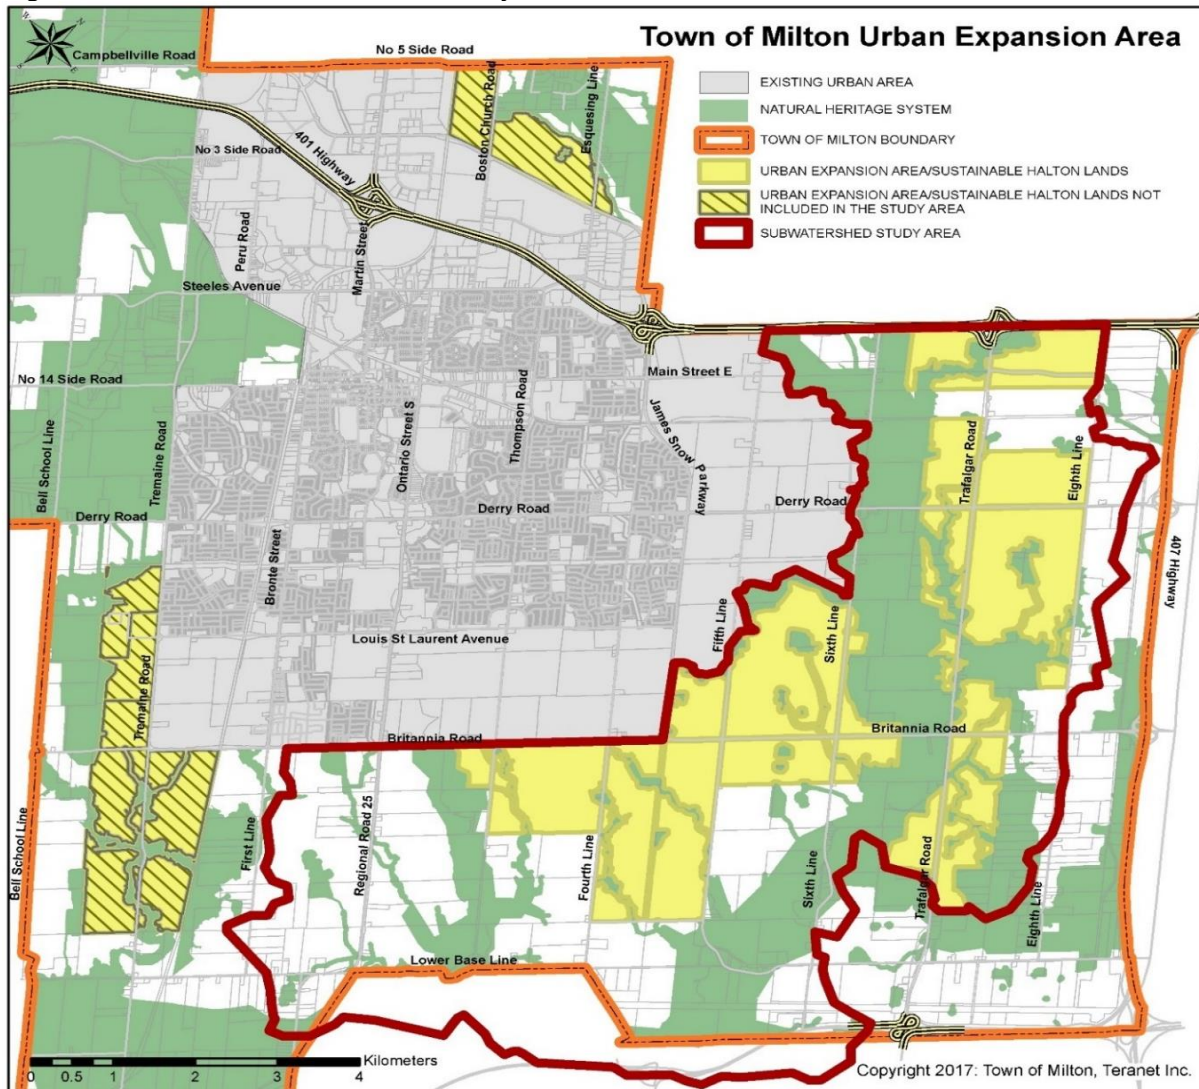 Town of Milton Urban Expansion Area
EXISTING URBAN AREA
NATURAL HERITAGE SYSTEM
TOWN OF MILTON BOUNDARY
URBAN EXPANSION AREA/SUSTAINABLE HALTON LANDS
URBAN EXPANSION AREA/SUSTAINABLE HALTON LANDS NOT
INCLUDED IN THE STUDY AREA
SUBWATERSHED STUDY AREA
W
N
S
E
Campbellville Road
No 5 Side Road
Boston Church Road
Esquesing Line
401 Highway
No 3 Side Road
Peru Road
Martin Street
Steeles Avenue
No 14 Side Road
Main Street E
Bell School Line
Tremaine Road
Ontario Street S
Thompson Road
James Snow Parkway
Trafalgar Road
Eighth Line
Derry Road
Derry Road
Derry Road
Bronte Street
407 Highway
Louis St Laurent Avenue
Fifth Line
Sixth Line
Tremaine Road
Britannia Road
Britannia Road
Bell School Line
First Line
Regional Road 25
Fourth Line
Sixth Line
Trafalgar Road
Eighth Line
Lower Base Line
Kilometers
0 0.5 1 2 3 4
Copyright 2017: Town of Milton, Teranet Inc.